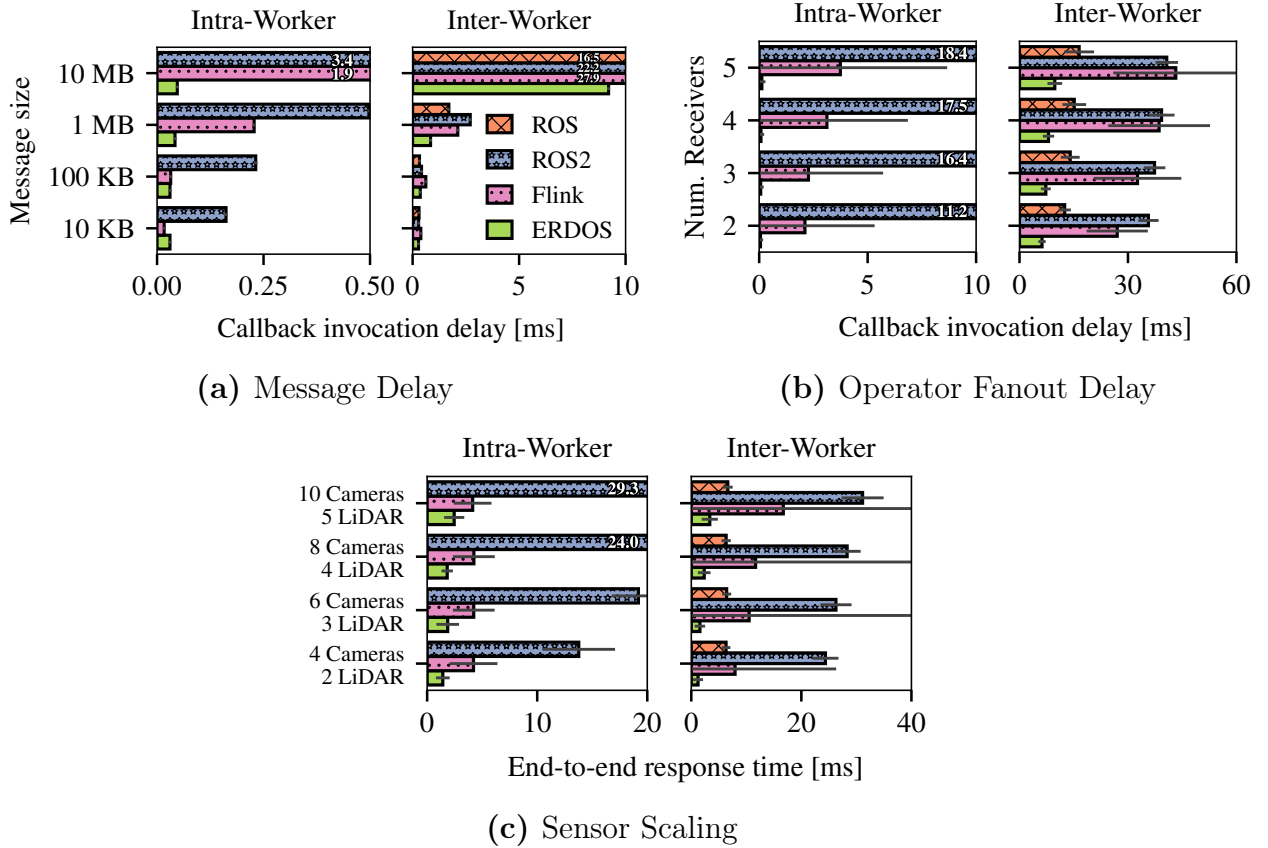 Intra-Worker
Inter-Worker
Message size
10 MB
1 MB
100 KB
10 KB
3.4
1.9
16.5
22.2
27.9
ROS
ROS2
Flink
ERDOS
0.00 0.25 0.50
0 5 10
Callback invocation delay [ms]
(a) Message Delay
Intra-Worker
Inter-Worker
Num. Receivers
5
4
3
2
18.4
17.5
16.4
11.2
0 5 10
0 30 60
Callback invocation delay [ms]
(b) Operator Fanout Delay
Intra-Worker
Inter-Worker
10 Cameras
5 LiDAR
8 Cameras
4 LiDAR
6 Cameras
3 LiDAR
4 Cameras
2 LiDAR
29.3
24.0
0 10 20
0 20 40
End-to-end response time [ms]
(c) Sensor Scaling